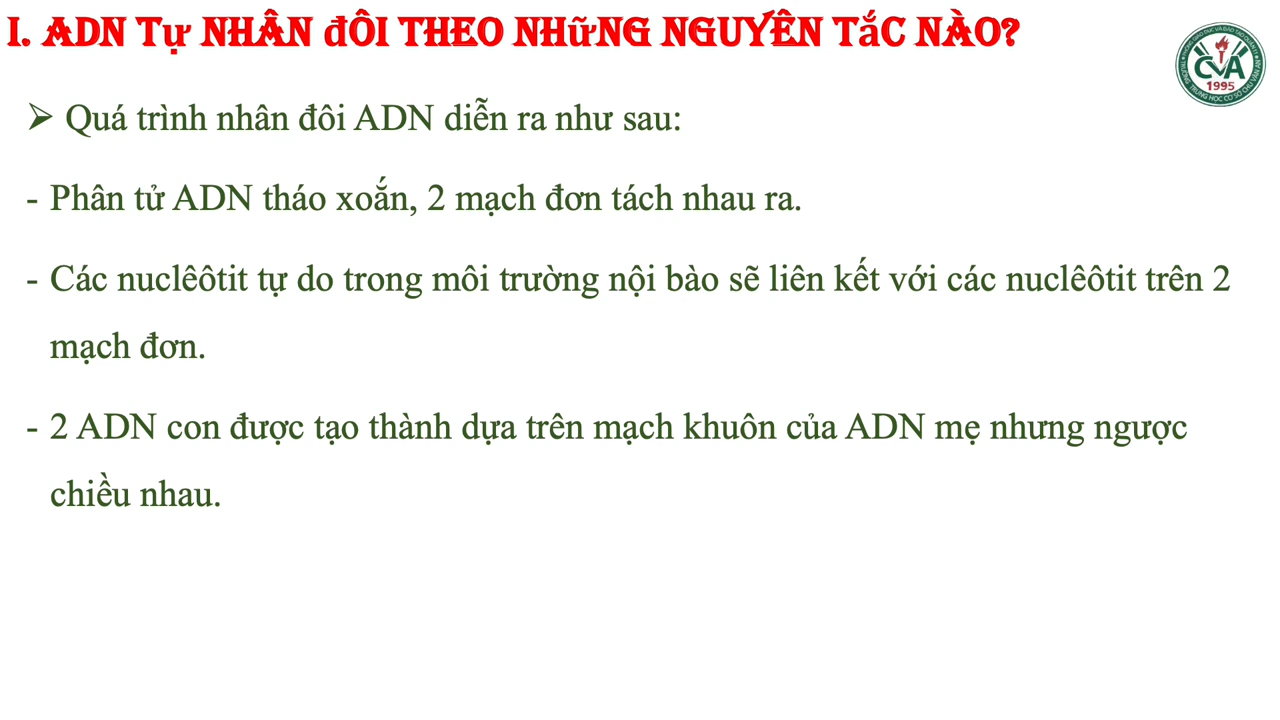 I. ADN Tự NHÂN đÔI THEO NHữNG NGUYÊN TắC NÀO?
CVA
1995
➢ Quá trình nhân đôi ADN diễn ra như sau:
- Phân tử ADN tháo xoắn, 2 mạch đơn tách nhau ra.
- Các nuclêôtit tự do trong môi trường nội bào sẽ liên kết với các nuclêôtit trên 2
mạch đơn.
- 2 ADN con được tạo thành dựa trên mạch khuôn của ADN mẹ nhưng ngược
chiều nhau.